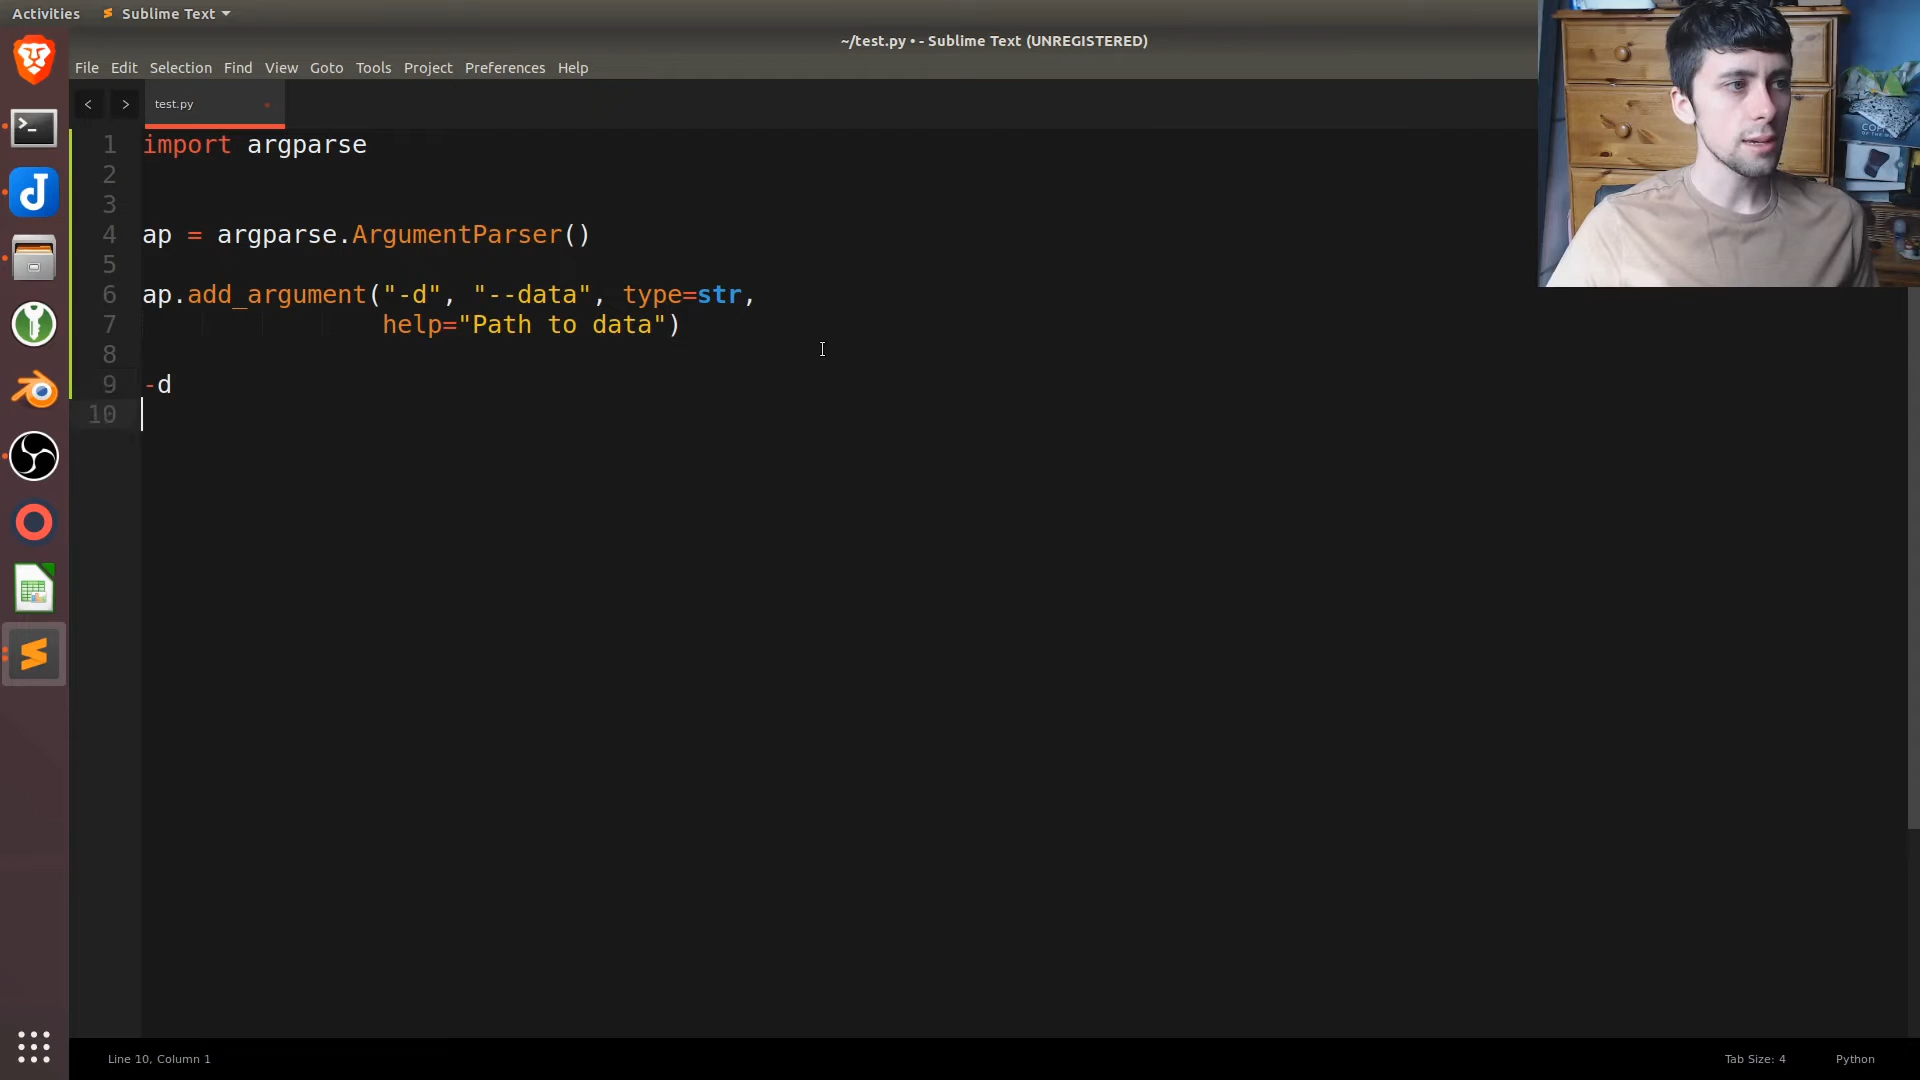 Activities Sublime Text
~/test.py • - Sublime Text (UNREGISTERED)
File Edit Selection Find View Goto Tools Project Preferences Help
< > test.py
1 import argparse
2
3
4 ap = argparse.ArgumentParser()
5
6 ap.add_argument("-d", "--data", type=str,
7 help="Path to data")
8
9 -d
10
Line 10, Column 1 Tab Size: 4 Python